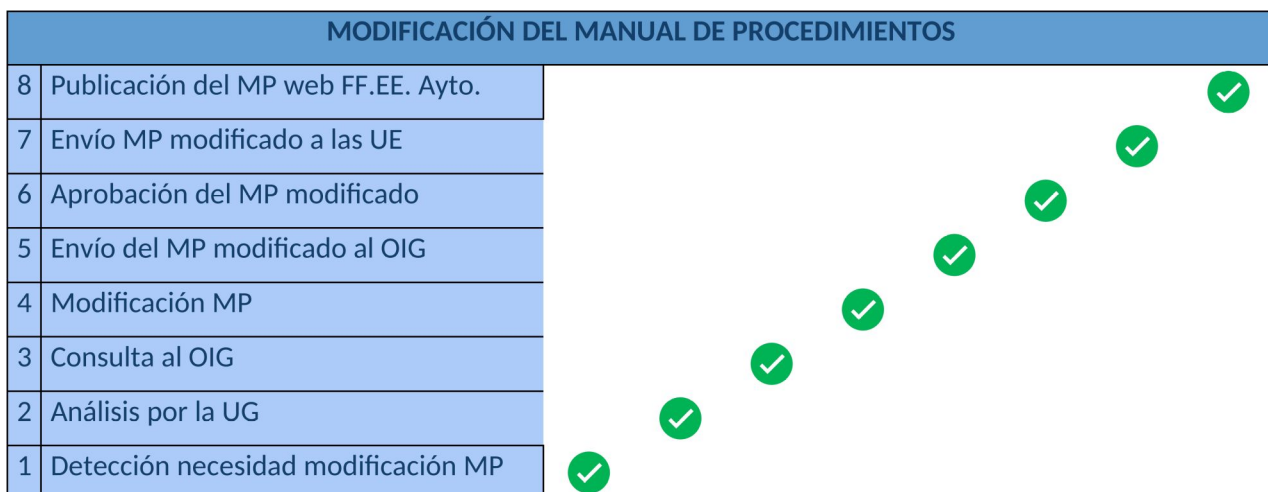 MODIFICACIÓN DEL MANUAL DE PROCEDIMIENTOS
8 Publicación del MP web FF.EE. Ayto.
7 Envío MP modificado a las UE
6 Aprobación del MP modificado
5 Envío del MP modificado al OIG
4 Modificación MP
3 Consulta al OIG
2 Análisis por la UG
1 Detección necesidad modificación MP